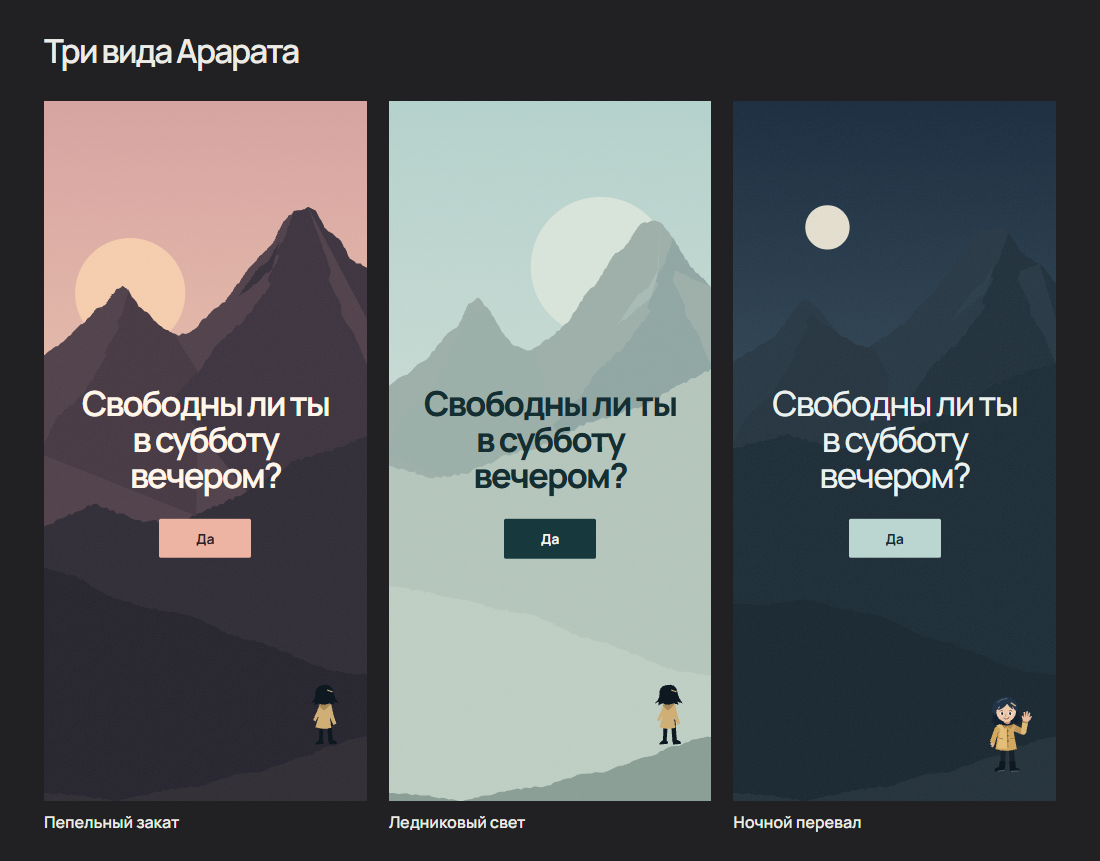 Три вида Арарата
Свободны ли ты
в субботу
вечером?
Да
Свободны ли ты
в субботу
вечером?
Да
Свободны ли ты
в субботу
вечером?
Да
Пепельный закат
Ледниковый свет
Ночной перевал